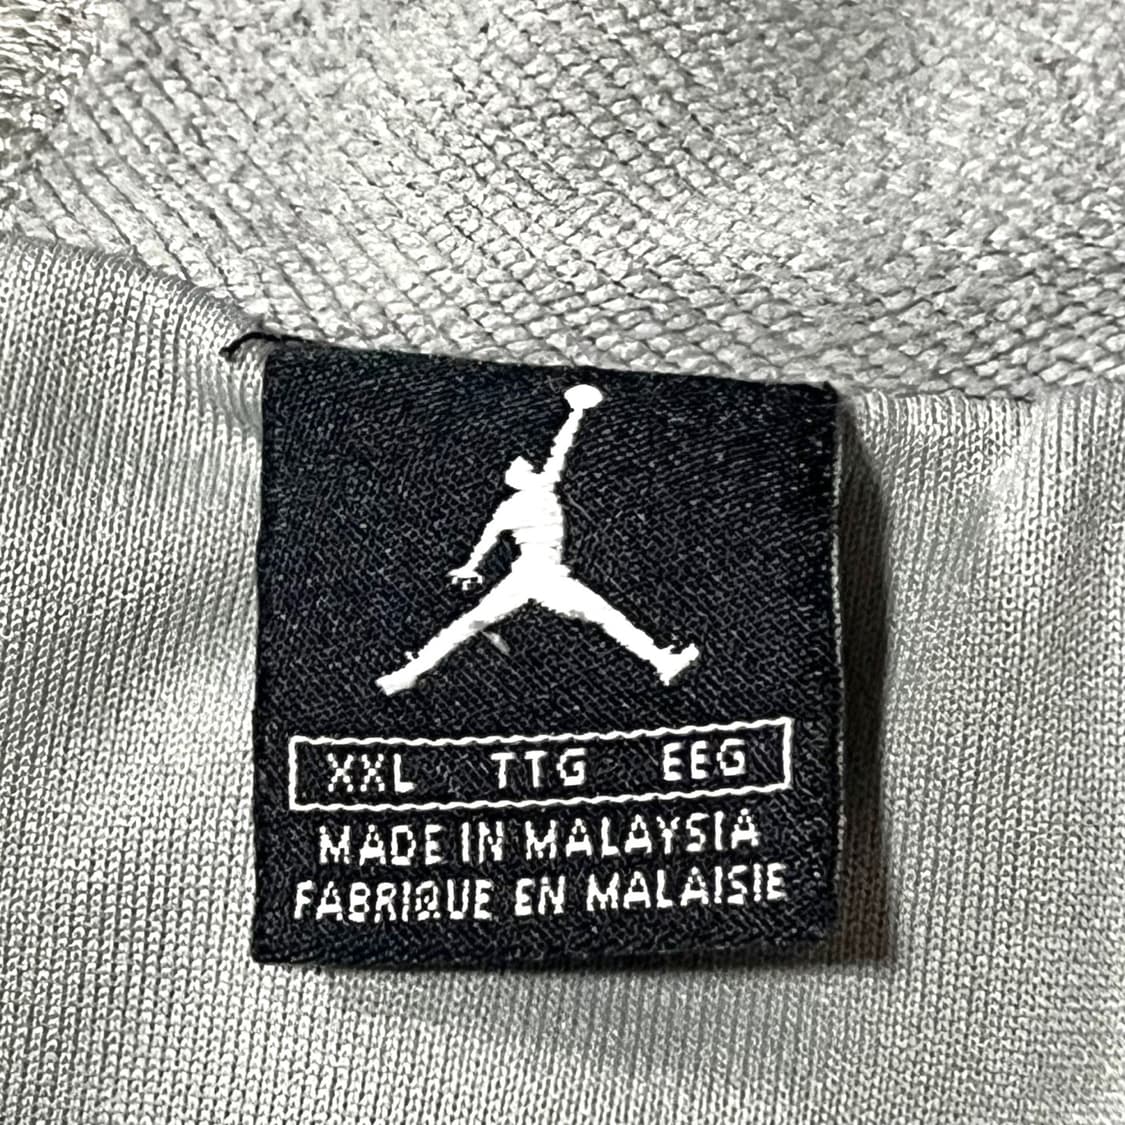 XXL TTG EEG
MADE IN MALAYSIA
FABRIQUE EN MALAISIE